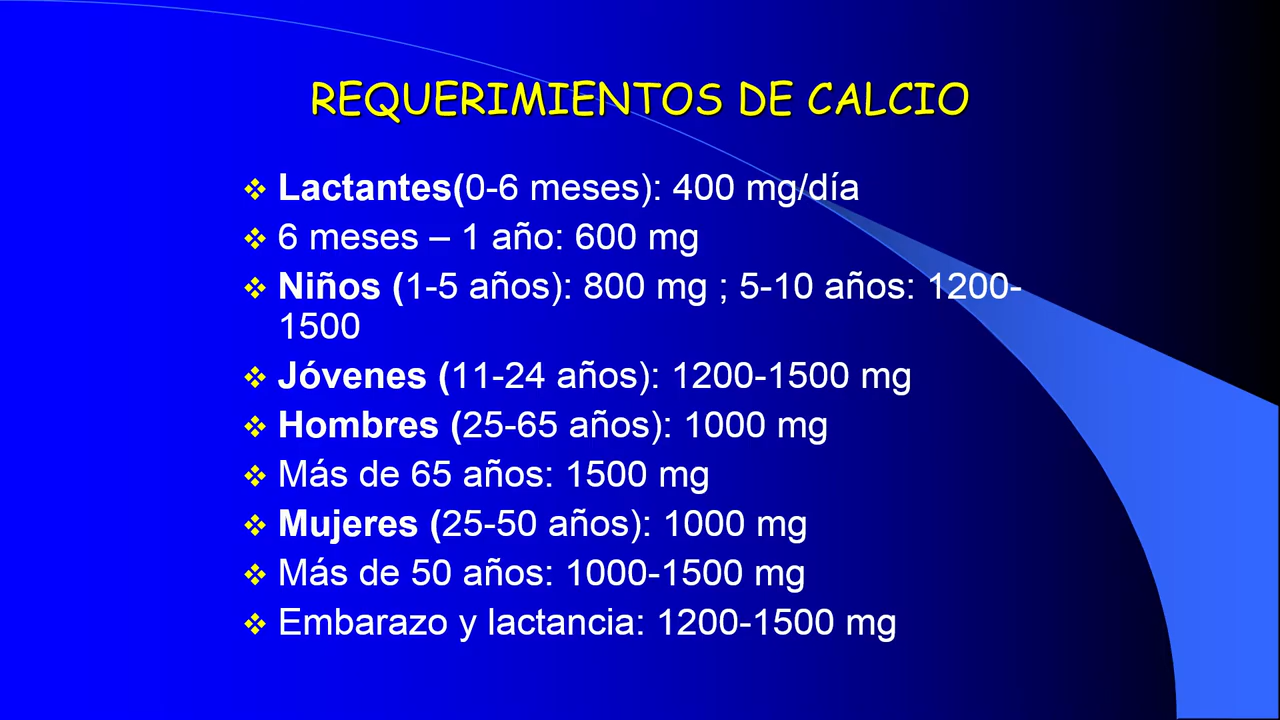 REQUERIMIENTOS DE CALCIO
❖ Lactantes(0-6 meses): 400 mg/día
❖ 6 meses – 1 año: 600 mg
❖ Niños (1-5 años): 800 mg ; 5-10 años: 1200-
1500
❖ Jóvenes (11-24 años): 1200-1500 mg
❖ Hombres (25-65 años): 1000 mg
❖ Más de 65 años: 1500 mg
❖ Mujeres (25-50 años): 1000 mg
❖ Más de 50 años: 1000-1500 mg
❖ Embarazo y lactancia: 1200-1500 mg